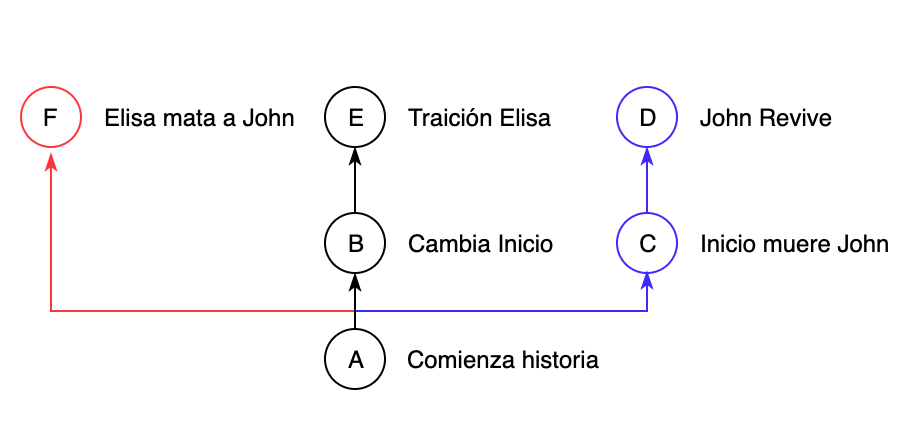 F Elisa mata a John
E Traición Elisa
D John Revive
B Cambia Inicio
C Inicio muere John
A Comienza historia